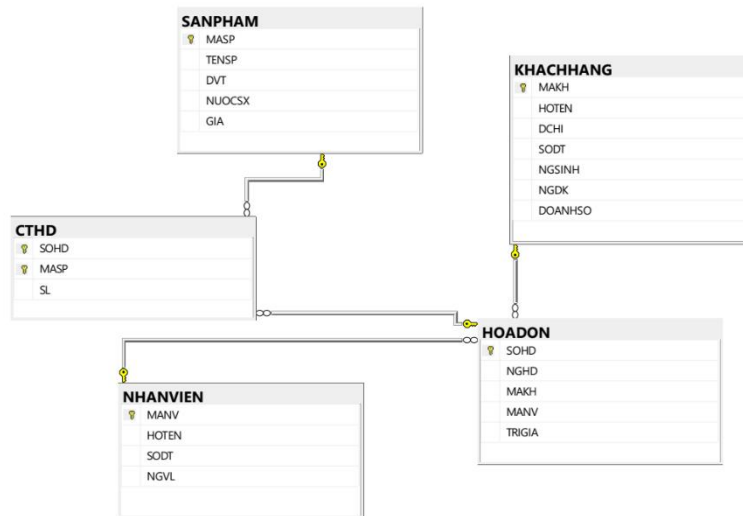 SANPHAM
MASP
TENSP
DVT
NUOCSX
GIA
KHACHHANG
MAKH
HOTEN
DCHI
SODT
NGSINH
NGDK
DOANHSO
CTHD
SOHD
MASP
SL
HOADON
SOHD
NGHD
MAKH
MANV
TRIGIA
NHANVIEN
MANV
HOTEN
SODT
NGVL